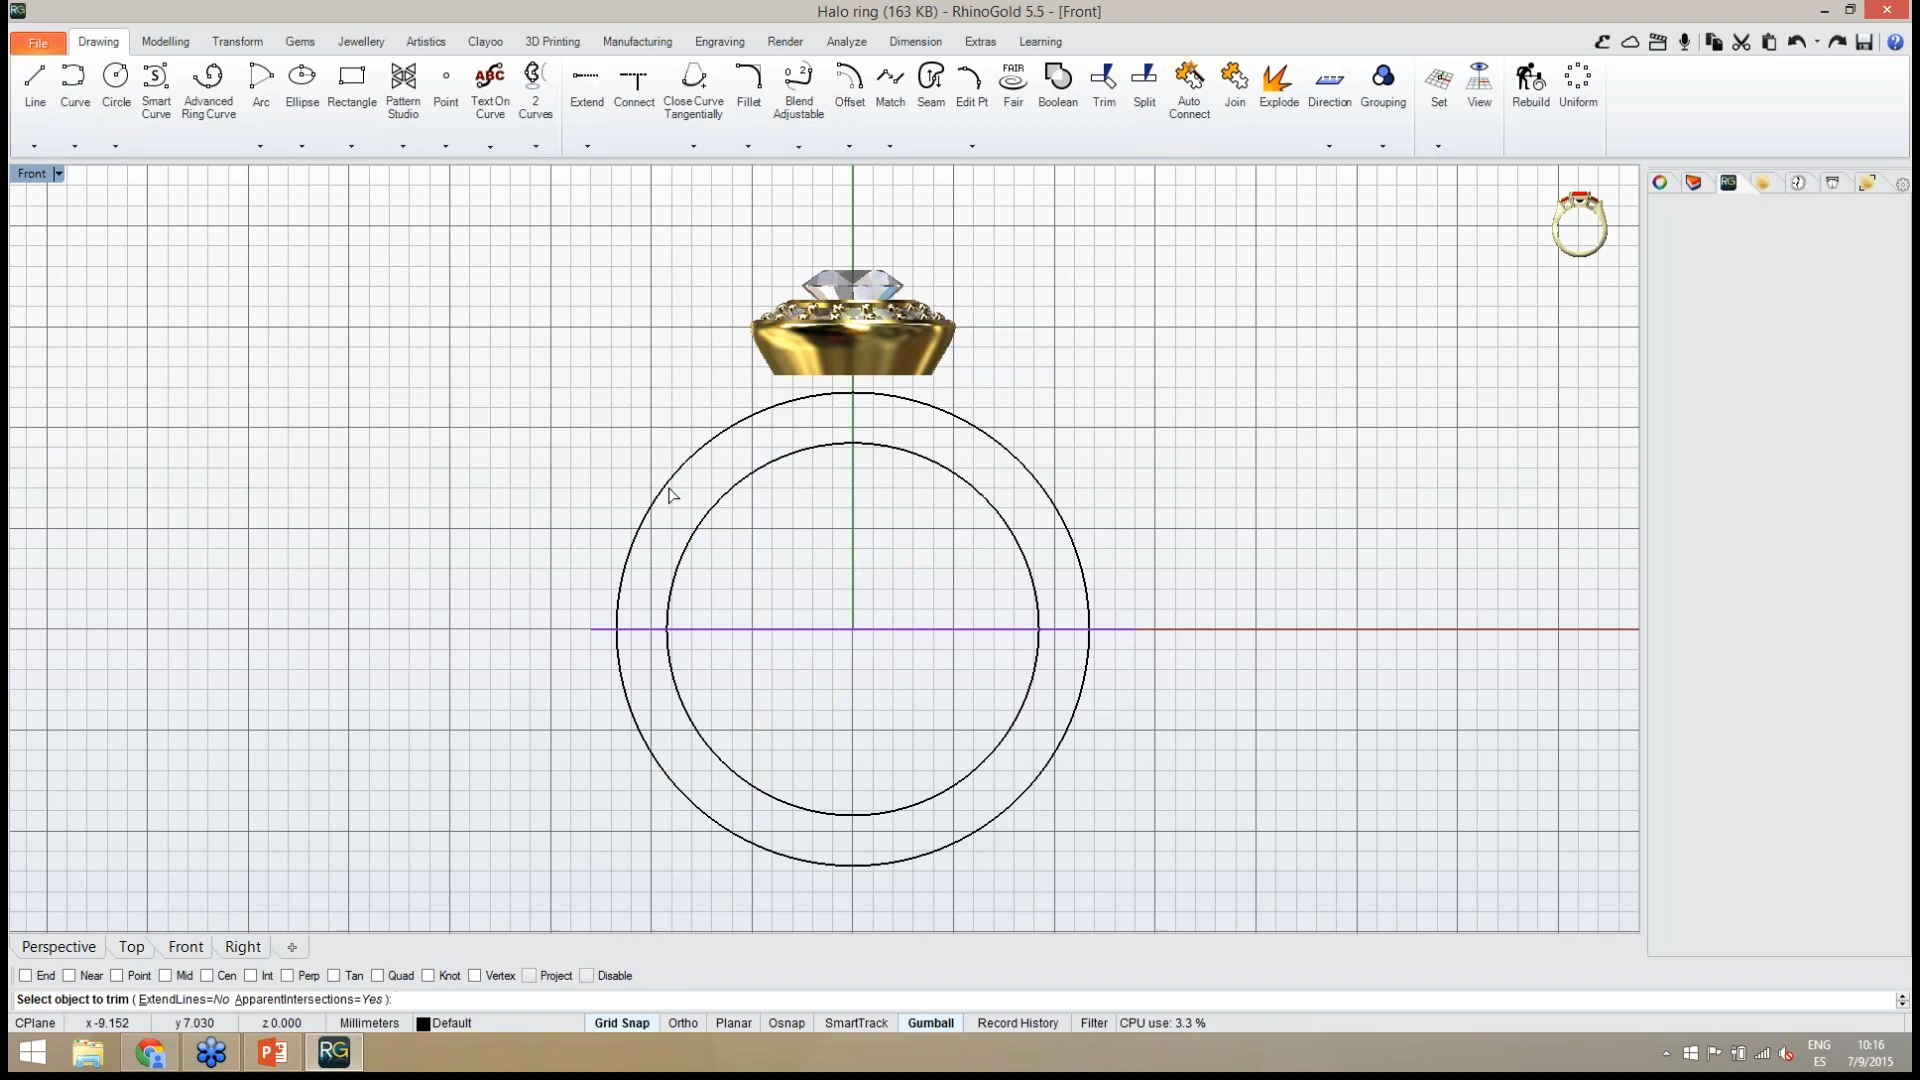 RG Halo ring (163 KB) - RhinoGold 5.5 - [Front]
File Drawing Modelling Transform Gems Jewellery Artistics Clayoo 3D Printing Manufacturing Engraving Render Analyze Dimension Extras Learning
Line Curve Circle Smart Curve Advanced Ring Curve Arc Ellipse Rectangle Pattern Studio Point Text On Curve 2 Curves Extend Connect Close Curve Tangentially Fillet Blend Adjustable Offset Match Seam Edit Pt Fair Boolean Trim Split Auto Connect Join Explode Direction Grouping Set View Rebuild Uniform
Front
Perspective Top Front Right
End Near Point Mid Cen Int Perp Tan Quad Knot Vertex Project Disable
Select object to trim ( ExtendLines=No ApparentIntersections=Yes ):
CPlane x -9.152 y 7.030 z 0.000 Millimeters Default Grid Snap Ortho Planar Osnap SmartTrack Gumball Record History Filter CPU use: 3.3 %
RG ENG 10:16
ES 7/9/2015